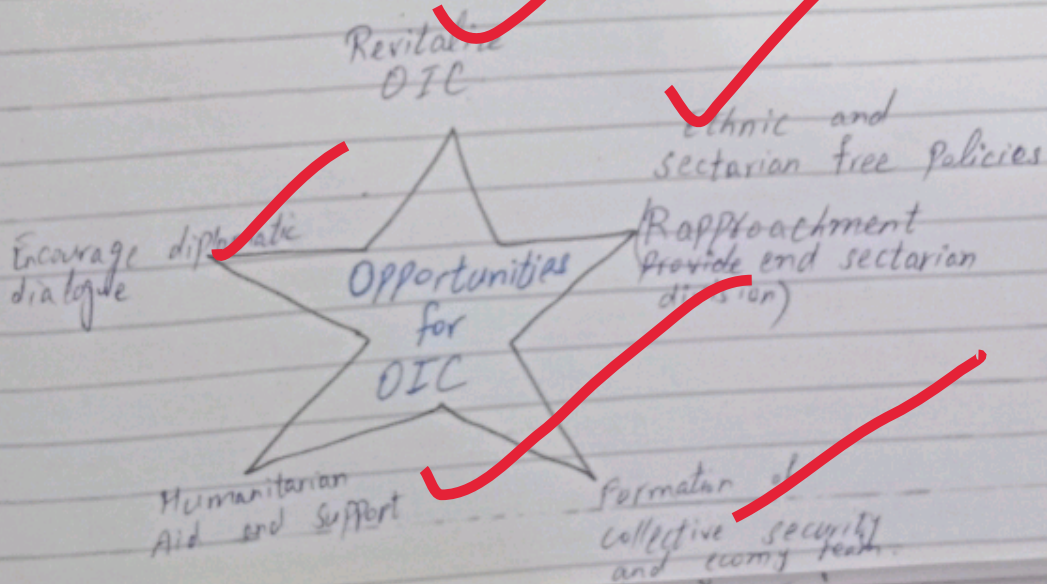 Revitalize
OIC
Ethnic and
sectarian free Policies
(Rapproachment
Provide end sectarian
division)
Encourage diplomatic
dialogue
Opportunities
for
OIC
Humanitarian
Aid and Support
Formation of
collective security
and ecomy team.